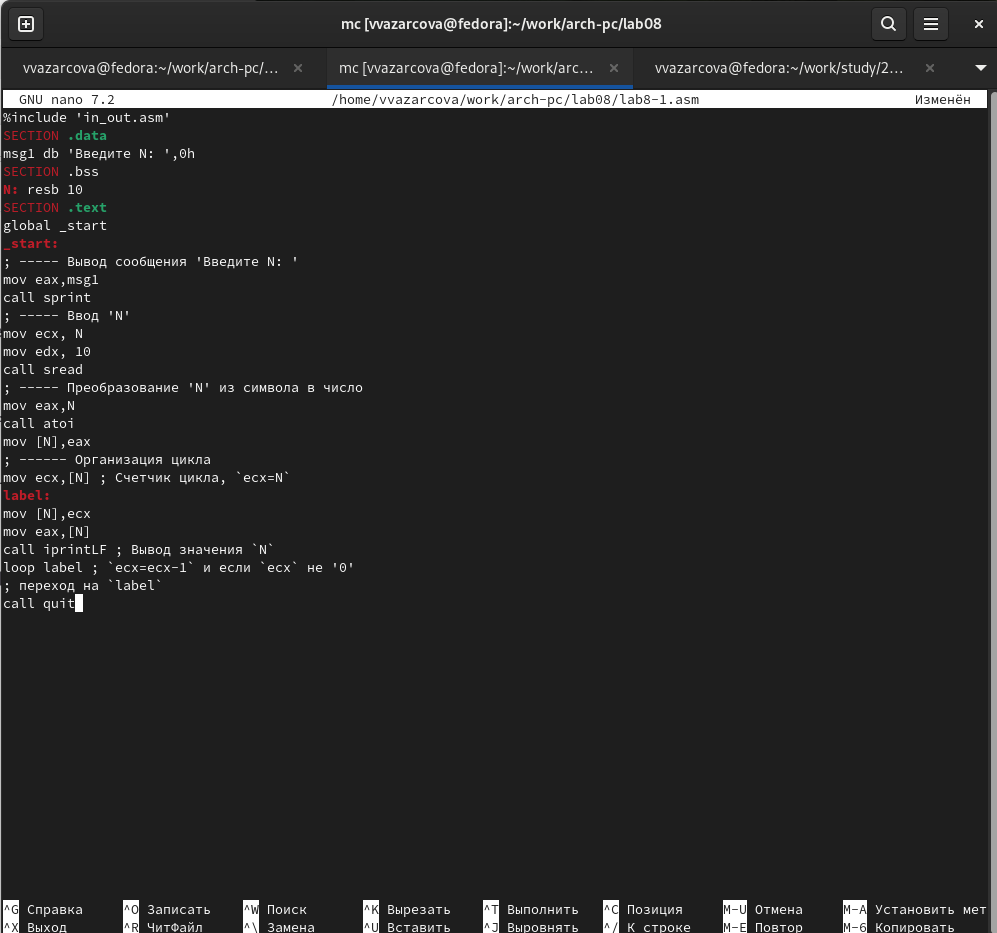 mc [vvazarcova@fedora]:~/work/arch-pc/lab08
vvazarcova@fedora:~/work/arch-pc/... mc [vvazarcova@fedora]:~/work/arc... vvazarcova@fedora:~/work/study/2...
GNU nano 7.2 /home/vvazarcova/work/arch-pc/lab08/lab8-1.asm Изменён
%include 'in_out.asm'
SECTION .data
msg1 db 'Введите N: ',0h
SECTION .bss
N: resb 10
SECTION .text
global _start
_start:
; ----- Вывод сообщения 'Введите N: '
mov eax,msg1
call sprint
; ----- Ввод 'N'
mov ecx, N
mov edx, 10
call sread
; ----- Преобразование 'N' из символа в число
mov eax,N
call atoi
mov [N],eax
; ------ Организация цикла
mov ecx,[N] ; Счетчик цикла, `ecx=N`
label:
mov [N],ecx
mov eax,[N]
call iprintLF ; Вывод значения `N`
loop label ; `ecx=ecx-1` и если `ecx` не '0'
; переход на `label`
call quit
^G Справка ^O Записать ^W Поиск ^K Вырезать ^T Выполнить ^C Позиция M-U Отмена M-A Установить мет
^X Выход ^R ЧитФайл ^\ Замена ^U Вставить ^J Выровнять ^/ К строке M-E Повтор M-6 Копировать